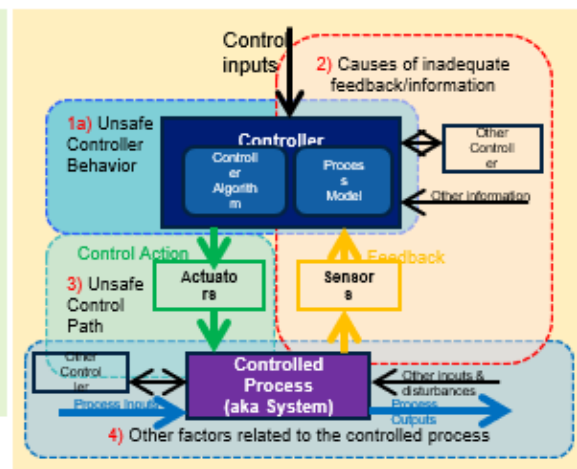 Control
inputs
2) Causes of inadequate
feedback/information
1a) Unsafe
Controller
Behavior
Controller
Controll
er
Algorith
m
Proces
s
Model
Other
Controll
er
Other information
Control Action
Feedback
3) Unsafe
Control
Path
Actuato
rs
Sensor
s
Other
Control
ler
Controlled
Process
(aka System)
Other inputs &
disturbances
Process Inputs
Process
Outputs
4) Other factors related to the controlled process